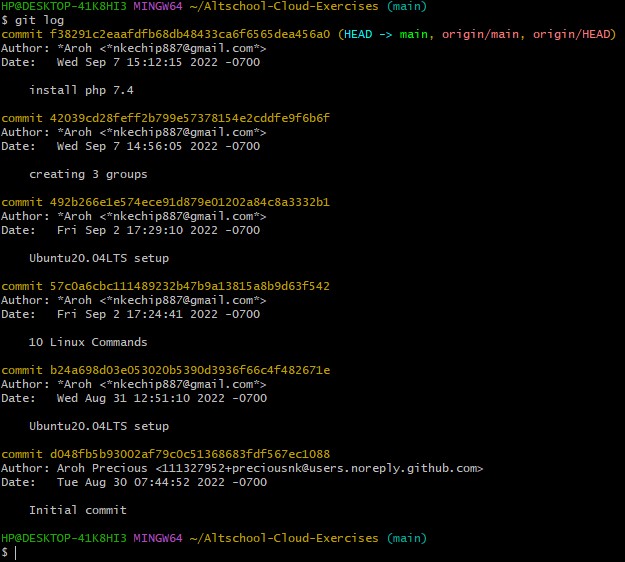 HP@DESKTOP-41K8HI3 MINGW64 ~/Altschool-Cloud-Exercises (main)
$ git log
commit f38291c2eaafdfb68db48433ca6f6565dea456a0 (HEAD -> main, origin/main, origin/HEAD)
Author: *Aroh <*nkechip887@gmail.com*>
Date:   Wed Sep 7 15:12:15 2022 -0700
install php 7.4
commit 42039cd28feff2b799e57378154e2cddfe9f6b6f
Author: *Aroh <*nkechip887@gmail.com*>
Date:   Wed Sep 7 14:56:05 2022 -0700
creating 3 groups
commit 492b266e1e574ece91d879e01202a84c8a3332b1
Author: *Aroh <*nkechip887@gmail.com*>
Date:   Fri Sep 2 17:29:10 2022 -0700
Ubuntu20.04LTS setup
commit 57c0a6cbc111489232b47b9a13815a8b9d63f542
Author: *Aroh <*nkechip887@gmail.com*>
Date:   Fri Sep 2 17:24:41 2022 -0700
10 Linux Commands
commit b24a698d03e053020b5390d3936f66c4f482671e
Author: *Aroh <*nkechip887@gmail.com*>
Date:   Wed Aug 31 12:51:10 2022 -0700
Ubuntu20.04LTS setup
commit d048fb5b93002af79c0c51368683fdf567ec1088
Author: Aroh Precious <111327952+preciousnk@users.noreply.github.com>
Date:   Tue Aug 30 07:44:52 2022 -0700
Initial commit
HP@DESKTOP-41K8HI3 MINGW64 ~/Altschool-Cloud-Exercises (main)
$